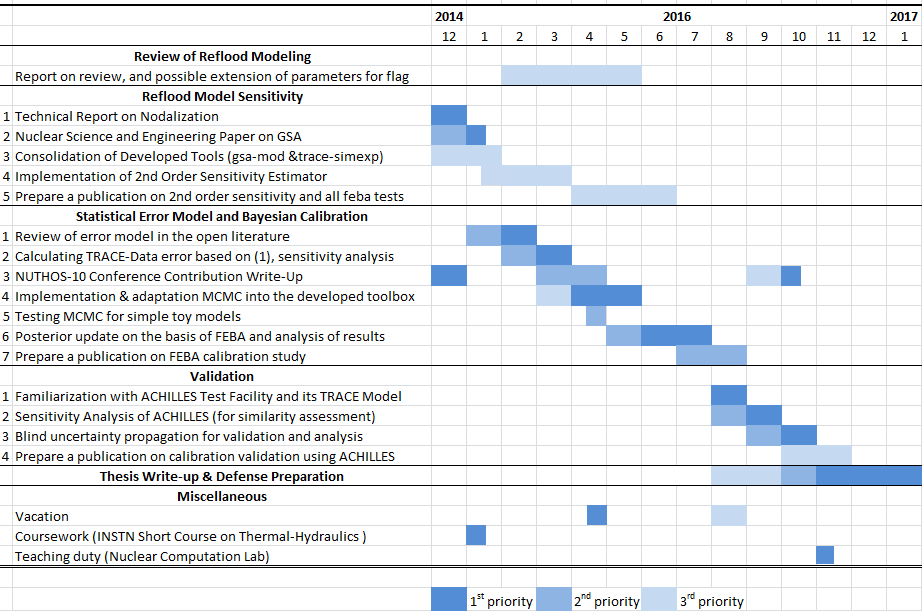 2014 2016 2017
12 1 2 3 4 5 6 7 8 9 10 11 12 1
Review of Reflood Modeling
Report on review, and possible extension of parameters for flag
Reflood Model Sensitivity
1 Technical Report on Nodalization
2 Nuclear Science and Engineering Paper on GSA
3 Consolidation of Developed Tools (gsa-mod &trace-simexp)
4 Implementation of 2nd Order Sensitivity Estimator
5 Prepare a publication on 2nd order sensitivity and all feba tests
Statistical Error Model and Bayesian Calibration
1 Review of error model in the open literature
2 Calculating TRACE-Data error based on (1), sensitivity analysis
3 NUTHOS-10 Conference Contribution Write-Up
4 Implementation & adaptation MCMC into the developed toolbox
5 Testing MCMC for simple toy models
6 Posterior update on the basis of FEBA and analysis of results
7 Prepare a publication on FEBA calibration study
Validation
1 Familiarization with ACHILLES Test Facility and its TRACE Model
2 Sensitivity Analysis of ACHILLES (for similarity assessment)
3 Blind uncertainty propagation for validation and analysis
4 Prepare a publication on calibration validation using ACHILLES
Thesis Write-up & Defense Preparation
Miscellaneous
Vacation
Coursework (INSTN Short Course on Thermal-Hydraulics )
Teaching duty (Nuclear Computation Lab)
1st priority 2nd priority 3rd priority